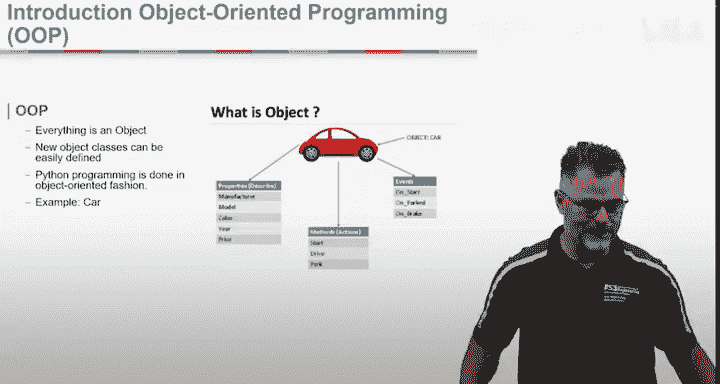 Introduction Object-Oriented Programming
(OOP)
OOP
– Everything is an Object
– New object classes can be
easily defined
– Python programming is done in
object-oriented fashion.
– Example: Car
What is Object ?
OBJECT: CAR
Properties (Describe)
Manufacturer
Model
Color
Year
Price
Methods (Actions)
Start
Drive
Park
Events
On_Start
On_Parked
On_Brake